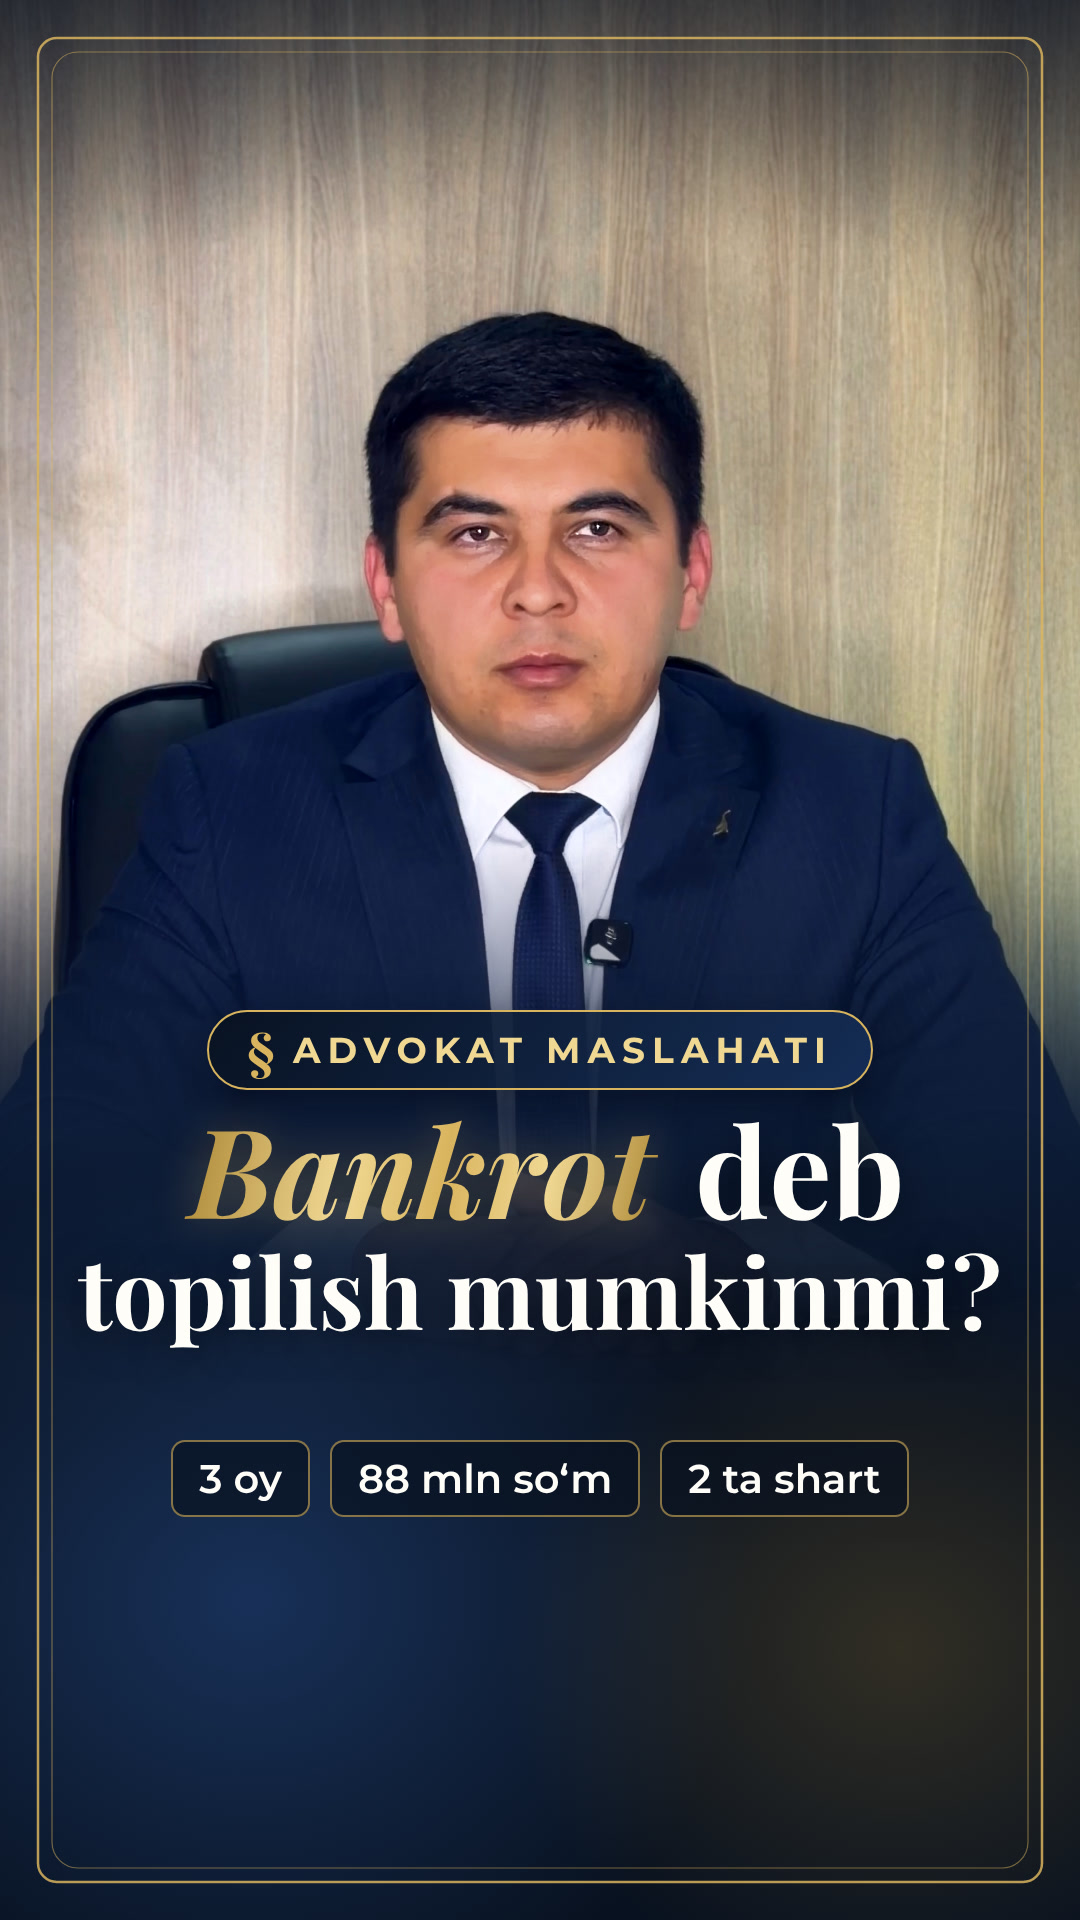 § ADVOKAT MASLAHATI
Bankrot deb
topilish mumkinmi?
3 oy
88 mln so‘m
2 ta shart